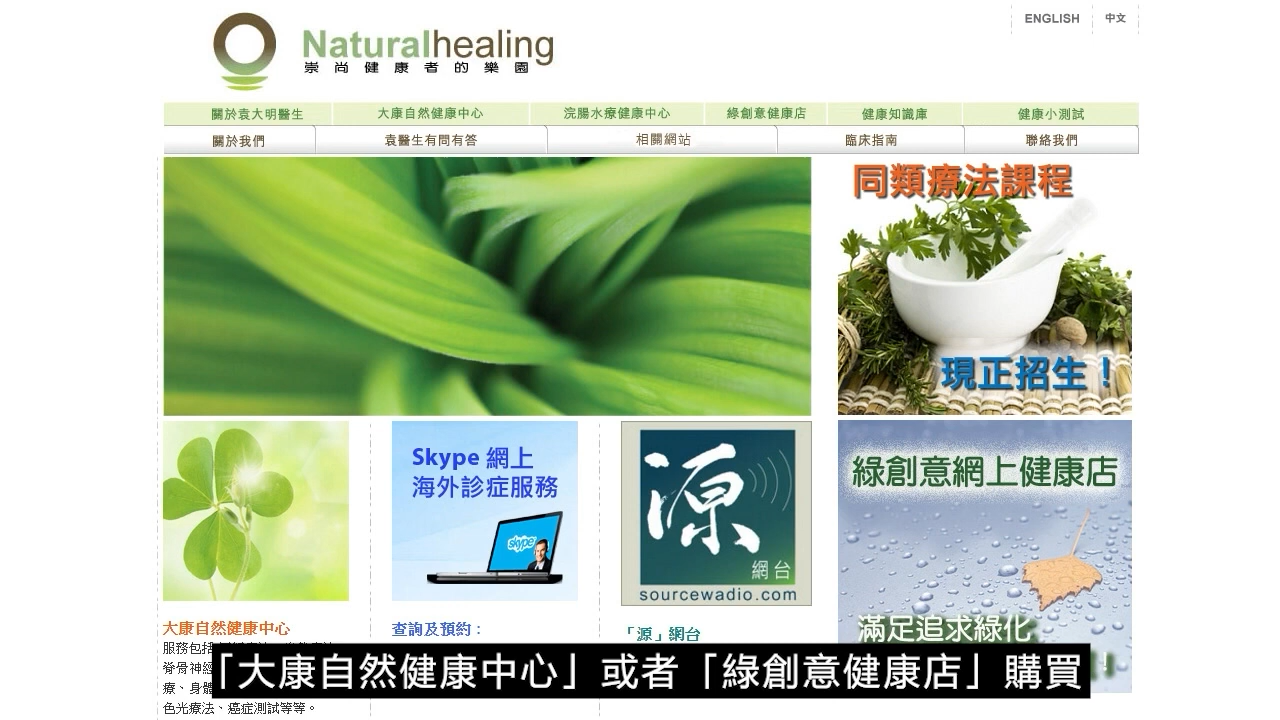 ENGLISH
中文
Naturalhealing
崇尚健康者的樂園
關於袁大明醫生
大康自然健康中心
浣腸水療健康中心
綠創意健康店
健康知識庫
健康小測試
關於我們
袁醫生有問有答
相關網站
臨床指南
聯絡我們
同類療法課程
現正招生！
Skype 網上
海外診症服務
skype
源
網台
sourcewadio.com
綠創意網上健康店
滿足追求綠化
大康自然健康中心
查詢及預約：
「源」網台
服務包括
脊骨神經
療、身體
色光療法、癌症測試等等。
「大康自然健康中心」或者「綠創意健康店」購買